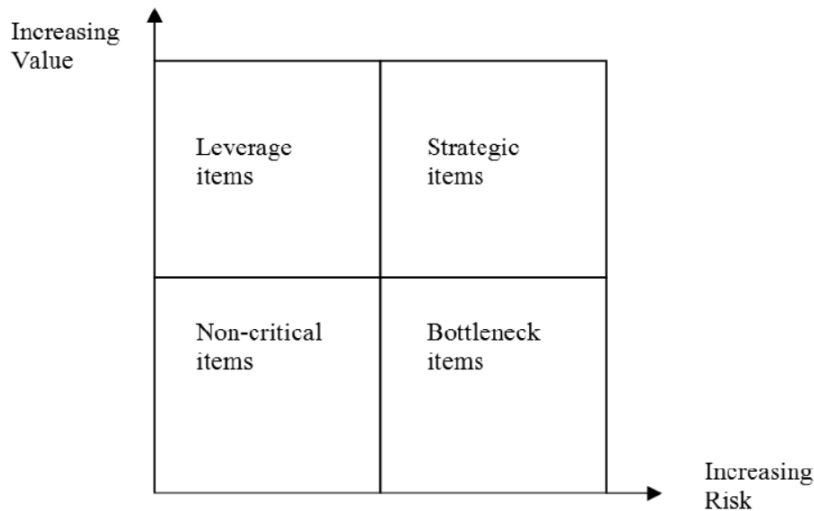 Increasing
Value
Leverage
items
Strategic
items
Non-critical
items
Bottleneck
items
Increasing
Risk